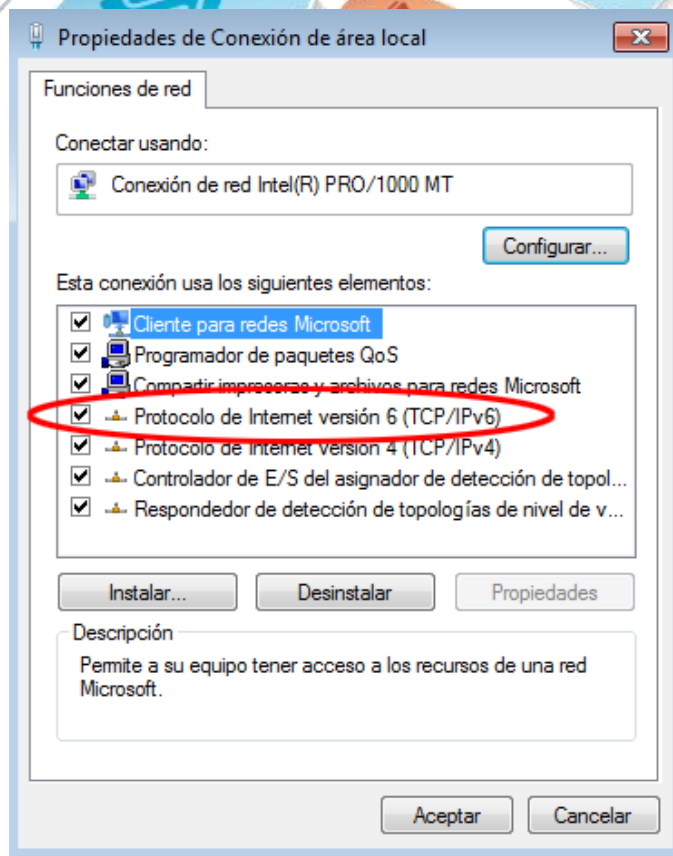 Propiedades de Conexión de área local
Funciones de red
Conectar usando:
Conexión de red Intel(R) PRO/1000 MT
Configurar...
Esta conexión usa los siguientes elementos:
Cliente para redes Microsoft
Programador de paquetes QoS
Compartir impresoras y archivos para redes Microsoft
Protocolo de Internet versión 6 (TCP/IPv6)
Protocolo de Internet versión 4 (TCP/IPv4)
Controlador de E/S del asignador de detección de topol...
Respondedor de detección de topologías de nivel de v...
Instalar... Desinstalar Propiedades
Descripción
Permite a su equipo tener acceso a los recursos de una red
Microsoft.
Aceptar Cancelar